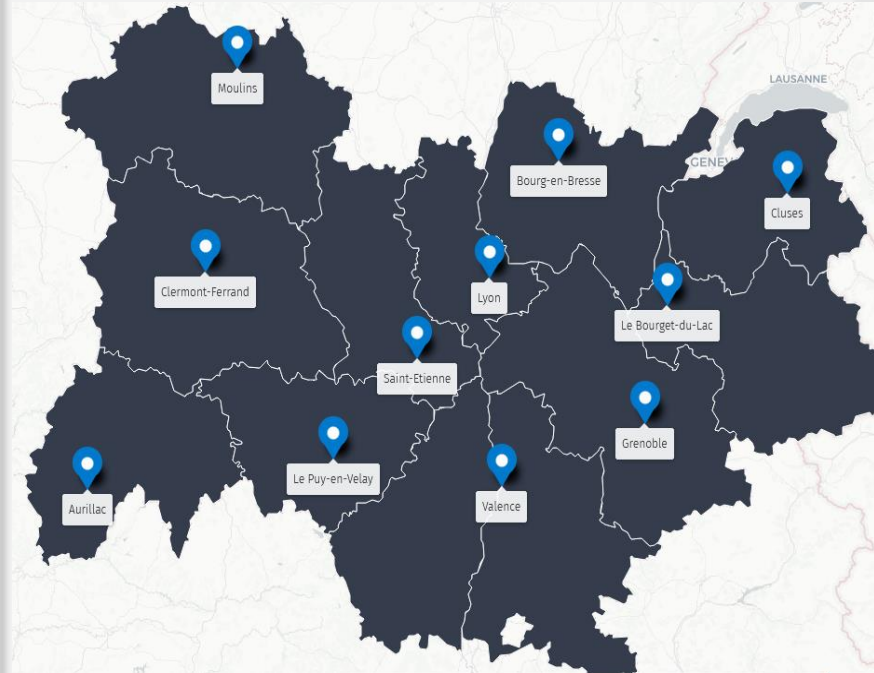 Moulins
LAUSANNE
GENEV
Bourg-en-Bresse
Cluses
Clermont-Ferrand
Lyon
Le Bourget-du-Lac
Saint-Etienne
Grenoble
Le Puy-en-Velay
Valence
Aurillac